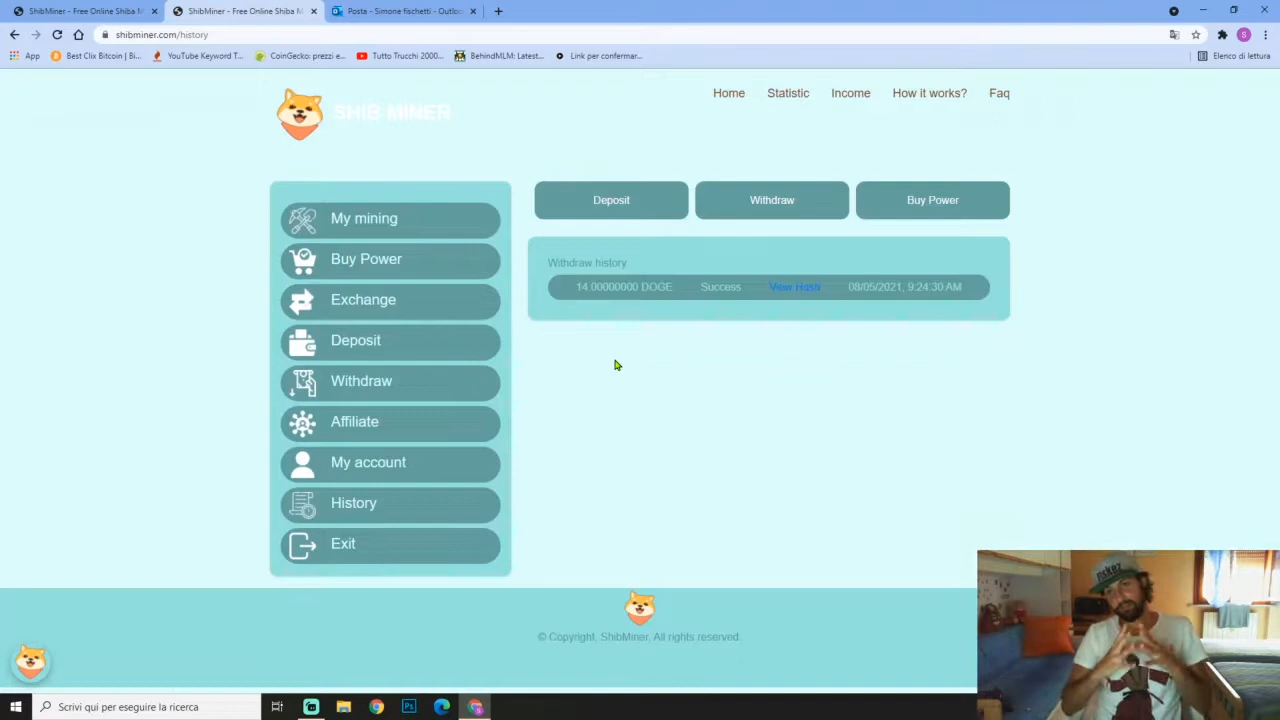 ShibMiner - Free Online Shiba M
ShibMiner - Free Online Shiba M
Posta - Simone fischetti - Outloo
shibminer.com/history
S
App
Best Clix Bitcoin | Bi...
YouTube Keyword T...
CoinGecko: prezzi e...
Tutto Trucchi 2000...
BehindMLM: Latest...
Link per confermar...
Elenco di lettura
SHIB MINER
Home
Statistic
Income
How it works?
Faq
My mining
Buy Power
Exchange
Deposit
Withdraw
Affiliate
My account
History
Exit
Deposit
Withdraw
Buy Power
Withdraw history
14.00000000 DOGE Success View Hash 08/05/2021, 9:24:30 AM
© Copyright, ShibMiner, All rights reserved.
Scrivi qui per eseguire la ricerca
Ps